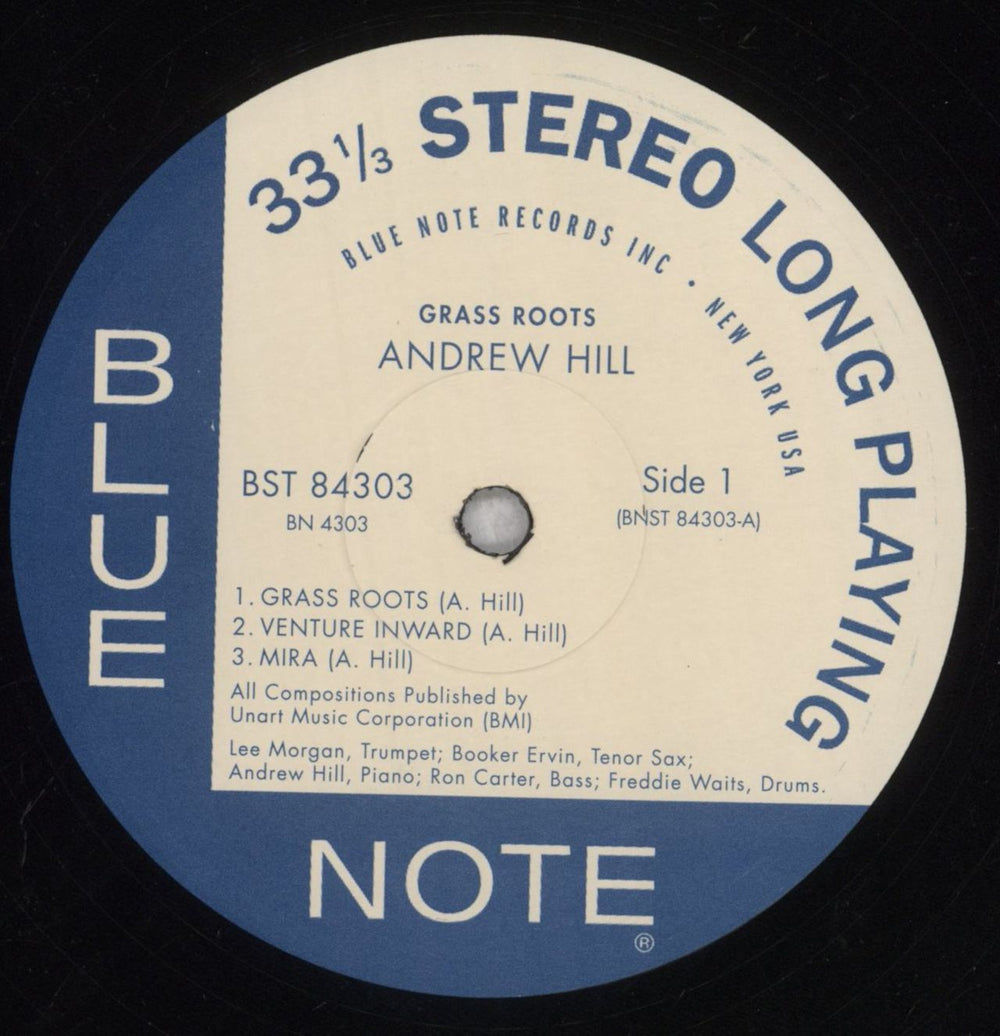 33 1/3 STEREO LONG PLAYING
BLUE NOTE RECORDS INC · NEW YORK USA
GRASS ROOTS
ANDREW HILL
BST 84303
BN 4303
Side 1
(BNST 84303-A)
1. GRASS ROOTS (A. Hill)
2. VENTURE INWARD (A. Hill)
3. MIRA (A. Hill)
All Compositions Published by
Unart Music Corporation (BMI)
Lee Morgan, Trumpet; Booker Ervin, Tenor Sax;
Andrew Hill, Piano; Ron Carter, Bass; Freddie Waits, Drums.
BLUE
NOTE
®